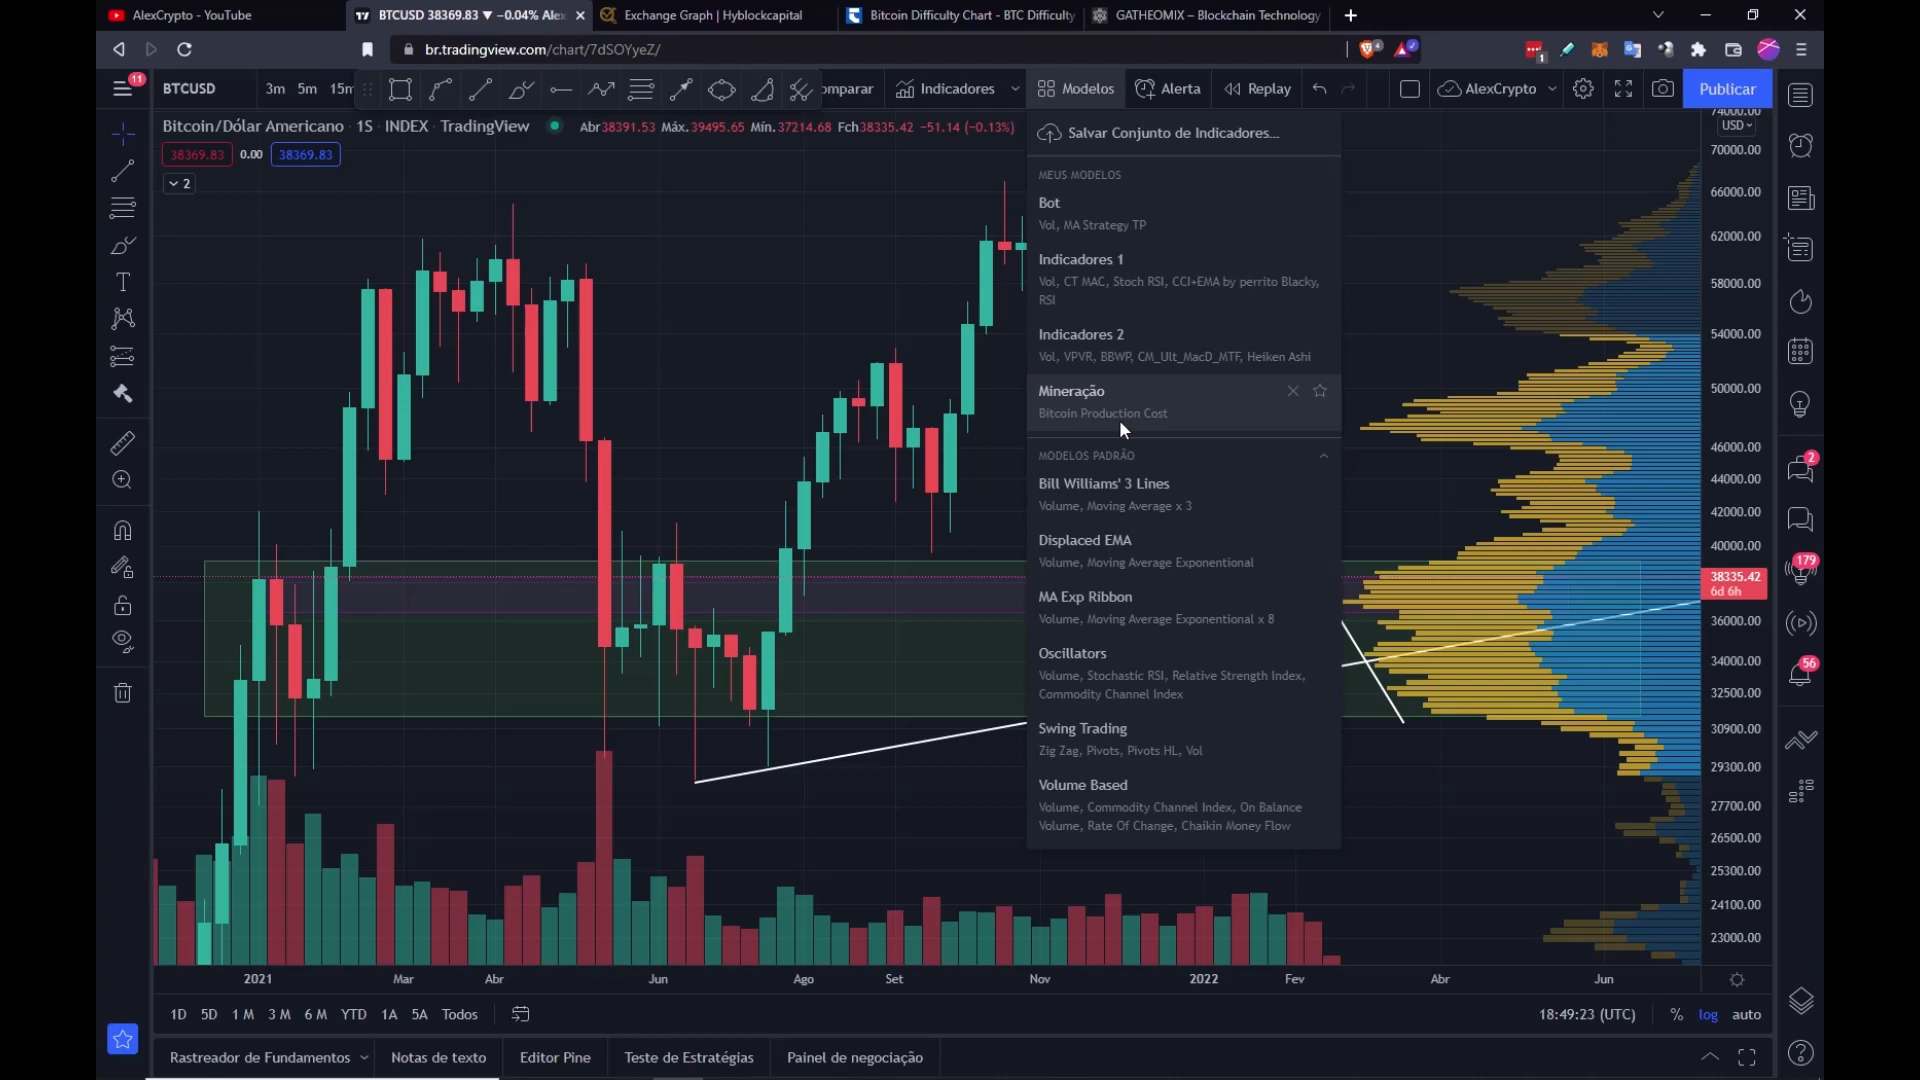 AlexCrypto - YouTube
BTCUSD 38369.83 ▼ −0.04% Alex
Exchange Graph | Hyblockcapital
Bitcoin Difficulty Chart - BTC Difficulty
GATHEOMIX – Blockchain Technology
br.tradingview.com/chart/7dSOYyeZ/
4
1
11
BTCUSD
3m 5m 15m
omparar
Indicadores
Modelos
Alerta
Replay
AlexCrypto
Publicar
Bitcoin/Dólar Americano · 1S · INDEX · TradingView
Abr38391.53 Máx.39495.65 Mín.37214.68 Fch38335.42 −51.14 (−0.13%)
38369.83 0.00 38369.83
2
Salvar Conjunto de Indicadores...
MEUS MODELOS
Bot
Vol, MA Strategy TP
Indicadores 1
Vol, CT MAC, Stoch RSI, CCI+EMA by perrito Blacky,
RSI
Indicadores 2
Vol, VPVR, BBWP, CM_Ult_MacD_MTF, Heiken Ashi
Mineração
Bitcoin Production Cost
MODELOS PADRÃO
Bill Williams' 3 Lines
Volume, Moving Average x 3
Displaced EMA
Volume, Moving Average Exponential
MA Exp Ribbon
Volume, Moving Average Exponential x 8
Oscillators
Volume, Stochastic RSI, Relative Strength Index,
Commodity Channel Index
Swing Trading
Zig Zag, Pivots, Pivots HL, Vol
Volume Based
Volume, Commodity Channel Index, On Balance
Volume, Rate Of Change, Chaikin Money Flow
74000.00
USD
70000.00
66000.00
62000.00
58000.00
54000.00
50000.00
46000.00
44000.00
42000.00
40000.00
38335.42
6d 6h
36000.00
34000.00
32500.00
30900.00
29300.00
27700.00
26500.00
25300.00
24100.00
23000.00
2
179
56
2021 Mar Abr Jun Ago Set Nov 2022 Fev Abr Jun
1D 5D 1 M 3 M 6 M YTD 1A 5A Todos
18:49:23 (UTC) % log auto
Rastreador de Fundamentos
Notas de texto
Editor Pine
Teste de Estratégias
Painel de negociação